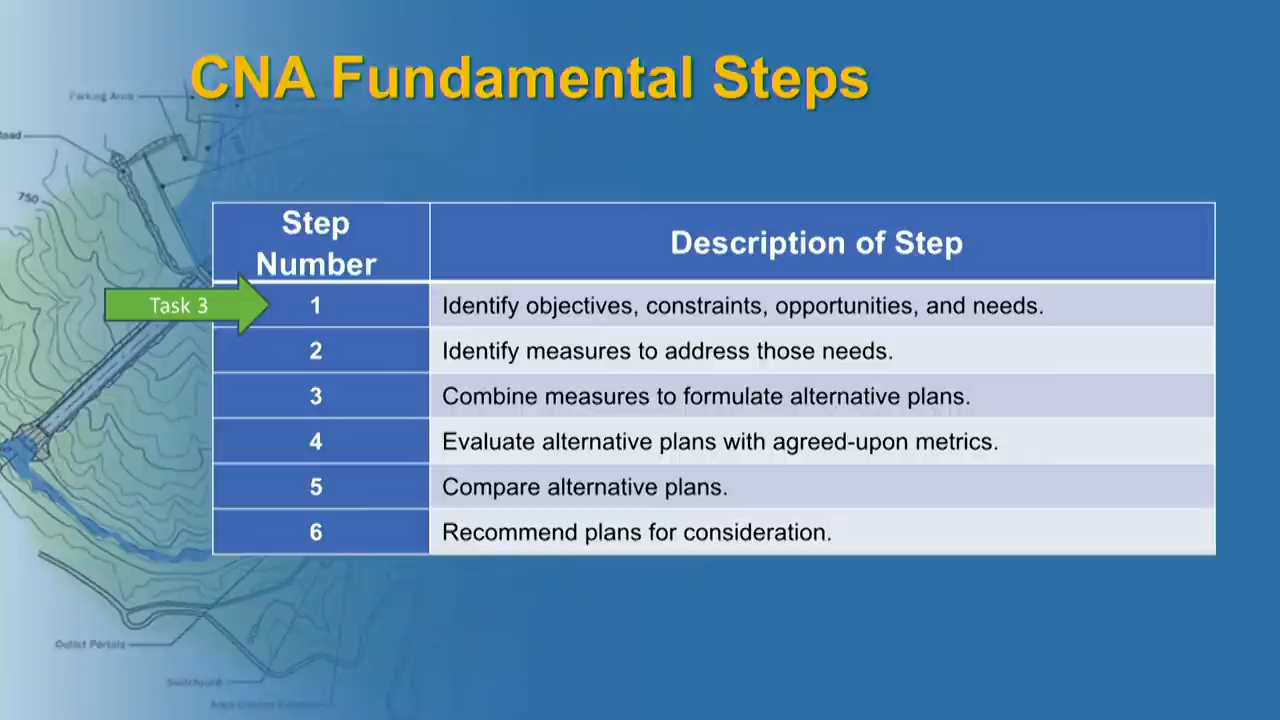 CNA Fundamental Steps
Parking Area
Road
750
Step
Number
Description of Step
Task 3
1 Identify objectives, constraints, opportunities, and needs.
2 Identify measures to address those needs.
3 Combine measures to formulate alternative plans.
4 Evaluate alternative plans with agreed-upon metrics.
5 Compare alternative plans.
6 Recommend plans for consideration.
Outlet Portals
Switchyard